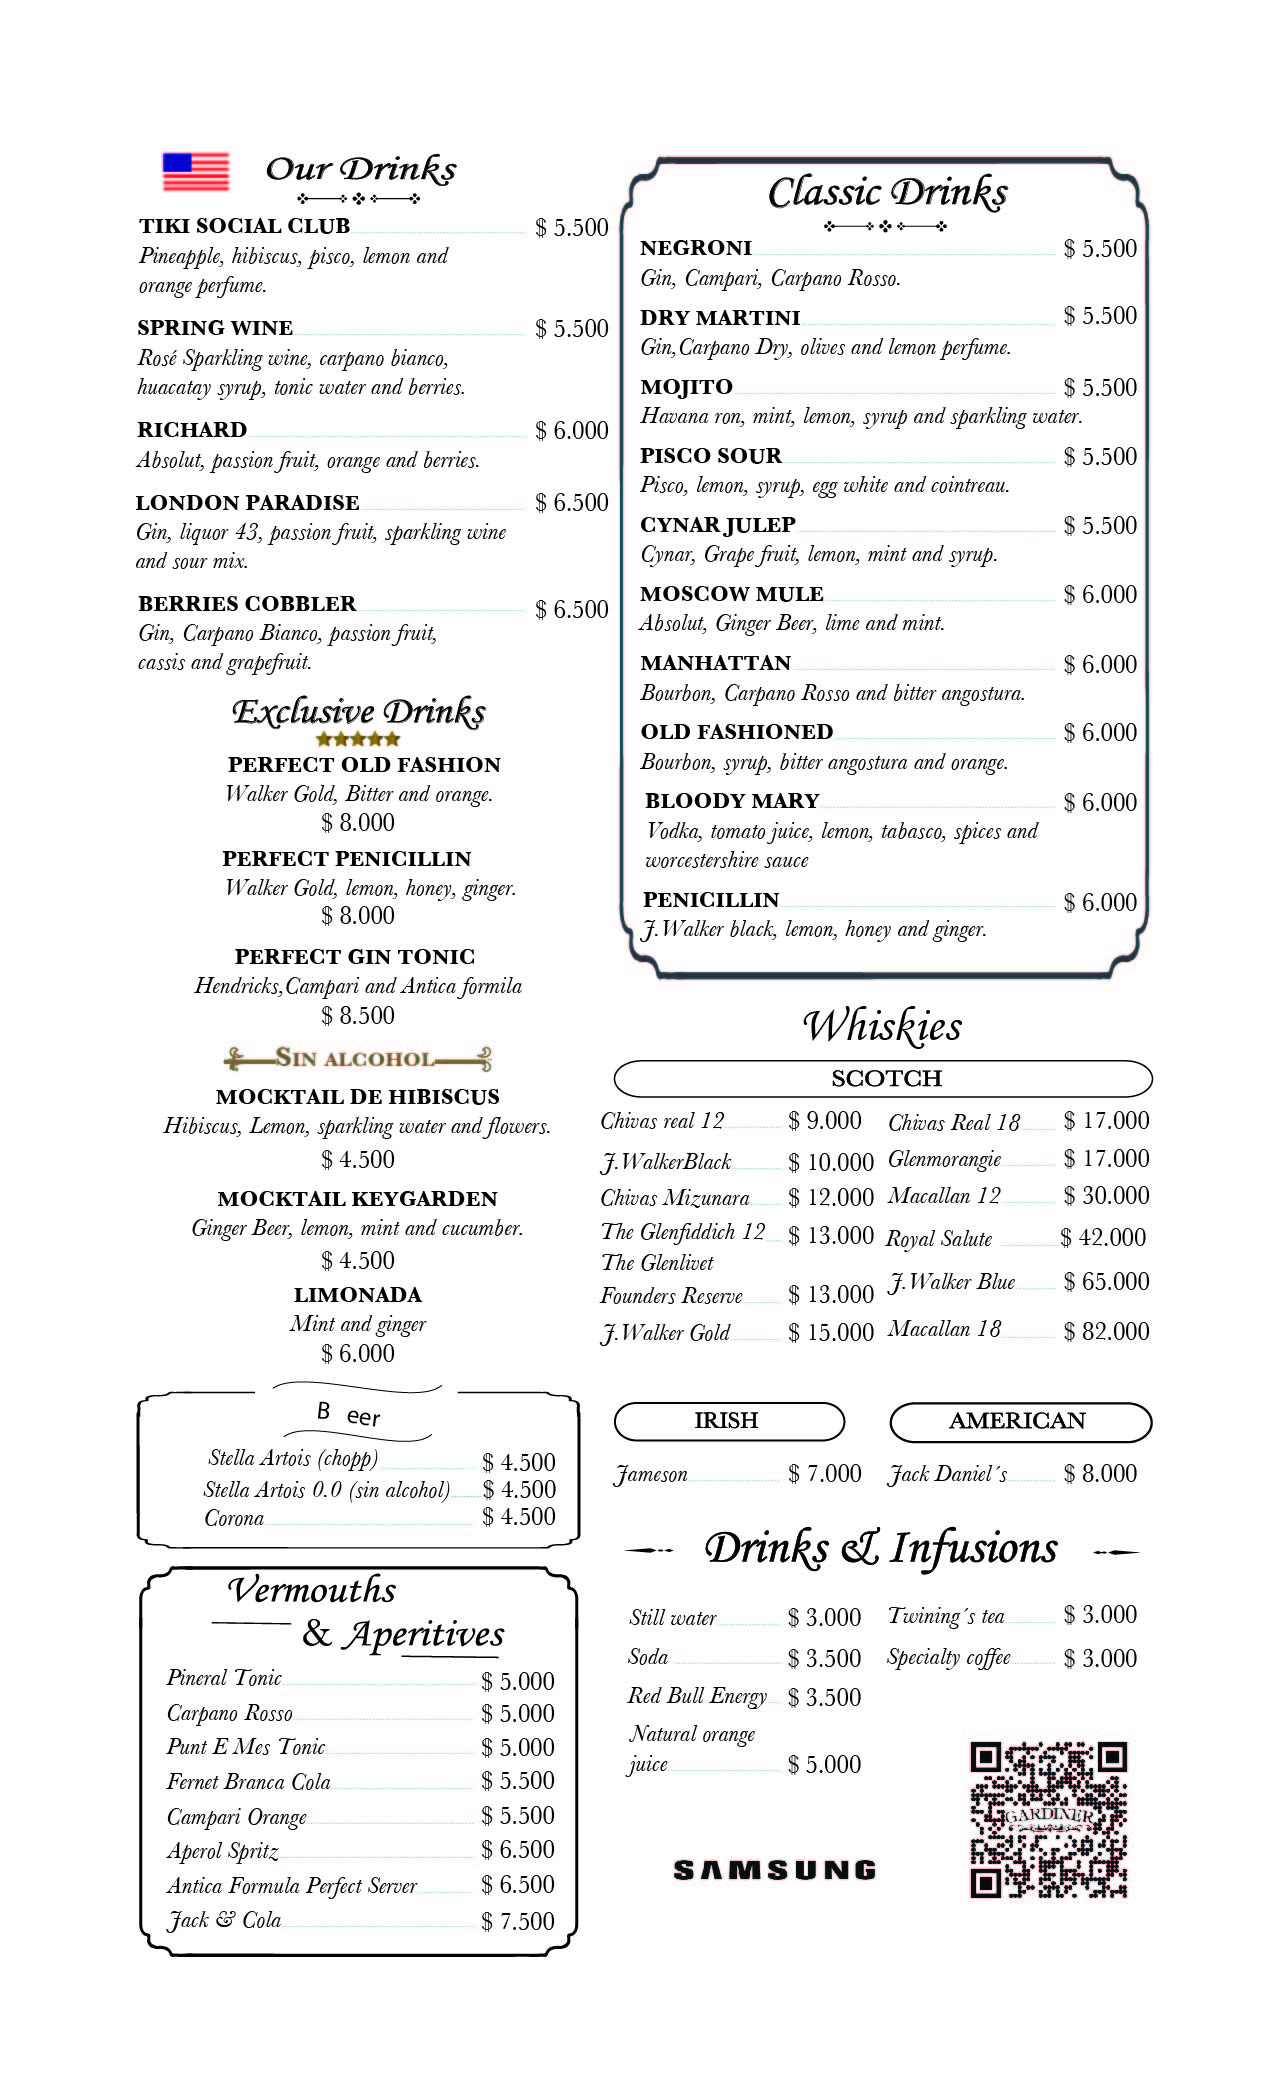 Our Drinks
TIKI SOCIAL CLUB $ 5.500
Pineapple, hibiscus, pisco, lemon and
orange perfume.
SPRING WINE $ 5.500
Rosé Sparkling wine, carpano bianco,
huacatay syrup, tonic water and berries.
RICHARD $ 6.000
Absolut, passion fruit, orange and berries.
LONDON PARADISE $ 6.500
Gin, liquor 43, passion fruit, sparkling wine
and sour mix.
BERRIES COBBLER $ 6.500
Gin, Carpano Bianco, passion fruit,
cassis and grapefruit.
Exclusive Drinks
PERFECT OLD FASHION
Walker Gold, Bitter and orange.
$ 8.000
PERFECT PENICILLIN
Walker Gold, lemon, honey, ginger.
$ 8.000
PERFECT GIN TONIC
Hendricks,Campari and Antica formila
$ 8.500
SIN ALCOHOL
MOCKTAIL DE HIBISCUS
Hibiscus, Lemon, sparkling water and flowers.
$ 4.500
MOCKTAIL KEYGARDEN
Ginger Beer, lemon, mint and cucumber.
$ 4.500
LIMONADA
Mint and ginger
$ 6.000
B eer
Stella Artois (chopp) $ 4.500
Stella Artois 0.0 (sin alcohol) $ 4.500
Corona $ 4.500
Vermouths
& Aperitives
Pineral Tonic $ 5.000
Carpano Rosso $ 5.000
Punt E Mes Tonic $ 5.000
Fernet Branca Cola $ 5.500
Campari Orange $ 5.500
Aperol Spritz $ 6.500
Antica Formula Perfect Server $ 6.500
Jack & Cola $ 7.500
Classic Drinks
NEGRONI $ 5.500
Gin, Campari, Carpano Rosso.
DRY MARTINI $ 5.500
Gin,Carpano Dry, olives and lemon perfume.
MOJITO $ 5.500
Havana ron, mint, lemon, syrup and sparkling water.
PISCO SOUR $ 5.500
Pisco, lemon, syrup, egg white and cointreau.
CYNAR JULEP $ 5.500
Cynar, Grape fruit, lemon, mint and syrup.
MOSCOW MULE $ 6.000
Absolut, Ginger Beer, lime and mint.
MANHATTAN $ 6.000
Bourbon, Carpano Rosso and bitter angostura.
OLD FASHIONED $ 6.000
Bourbon, syrup, bitter angostura and orange.
BLOODY MARY $ 6.000
Vodka, tomato juice, lemon, tabasco, spices and
worcestershire sauce
PENICILLIN $ 6.000
J.Walker black, lemon, honey and ginger.
Whiskies
SCOTCH
Chivas real 12 $ 9.000
J.WalkerBlack $ 10.000
Chivas Mizunara $ 12.000
The Glenfiddich 12 $ 13.000
The Glenlivet
Founders Reserve $ 13.000
J.Walker Gold $ 15.000
Chivas Real 18 $ 17.000
Glenmorangie $ 17.000
Macallan 12 $ 30.000
Royal Salute $ 42.000
J.Walker Blue $ 65.000
Macallan 18 $ 82.000
IRISH
Jameson $ 7.000
AMERICAN
Jack Daniel´s $ 8.000
Drinks & Infusions
Still water $ 3.000
Soda $ 3.500
Red Bull Energy $ 3.500
Natural orange
juice $ 5.000
Twining´s tea $ 3.000
Specialty coffee $ 3.000
GARDINER
SAMSUNG